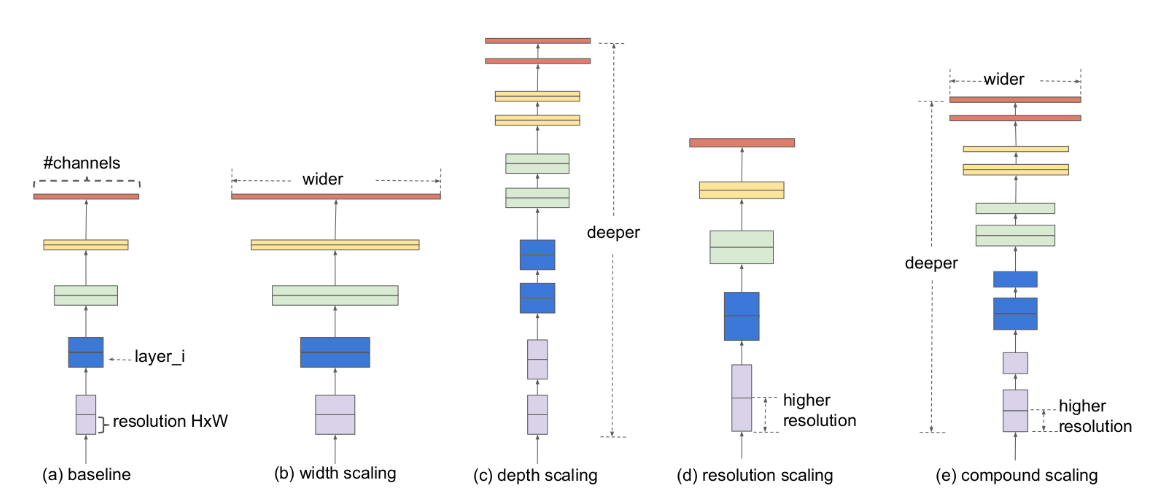 #channels
layer_i
resolution HxW
(a) baseline
wider
(b) width scaling
deeper
(c) depth scaling
higher
resolution
(d) resolution scaling
wider
deeper
higher
resolution
(e) compound scaling